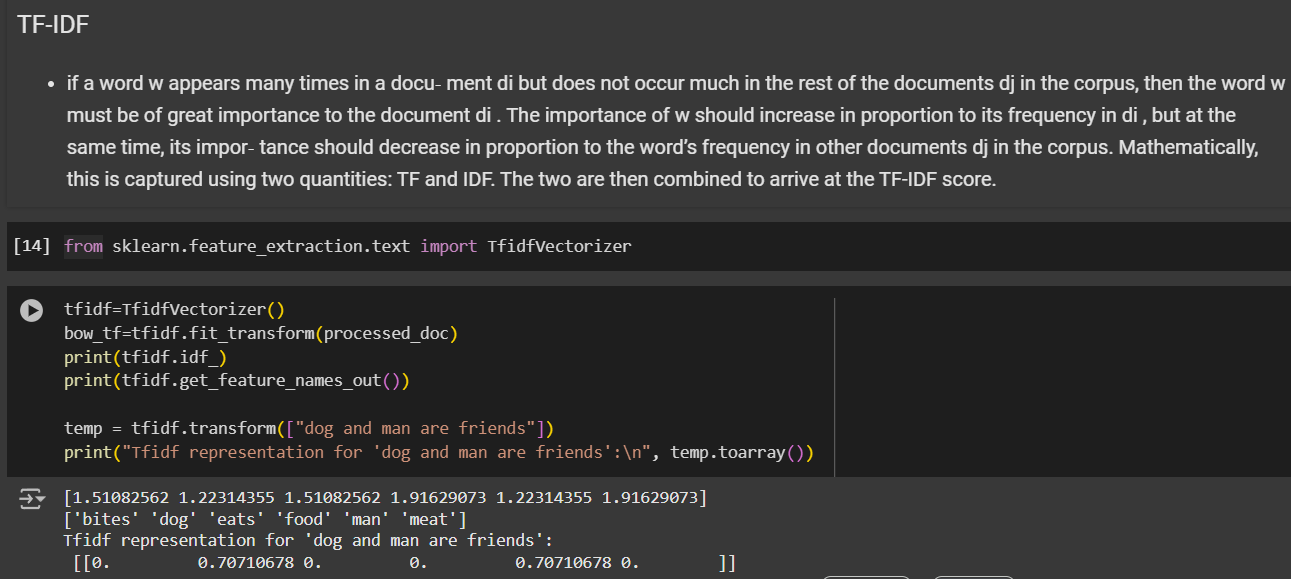 TF-IDF
• if a word w appears many times in a docu- ment di but does not occur much in the rest of the documents dj in the corpus, then the word w
must be of great importance to the document di . The importance of w should increase in proportion to its frequency in di , but at the
same time, its impor- tance should decrease in proportion to the word’s frequency in other documents dj in the corpus. Mathematically,
this is captured using two quantities: TF and IDF. The two are then combined to arrive at the TF-IDF score.
[14] from sklearn.feature_extraction.text import TfidfVectorizer
tfidf=TfidfVectorizer()
bow_tf=tfidf.fit_transform(processed_doc)
print(tfidf.idf_)
print(tfidf.get_feature_names_out())
temp = tfidf.transform(["dog and man are friends"])
print("Tfidf representation for 'dog and man are friends':\n", temp.toarray())
[1.51082562 1.22314355 1.51082562 1.91629073 1.22314355 1.91629073]
['bites' 'dog' 'eats' 'food' 'man' 'meat']
Tfidf representation for 'dog and man are friends':
[[0.         0.70710678 0.         0.         0.70710678 0.        ]]